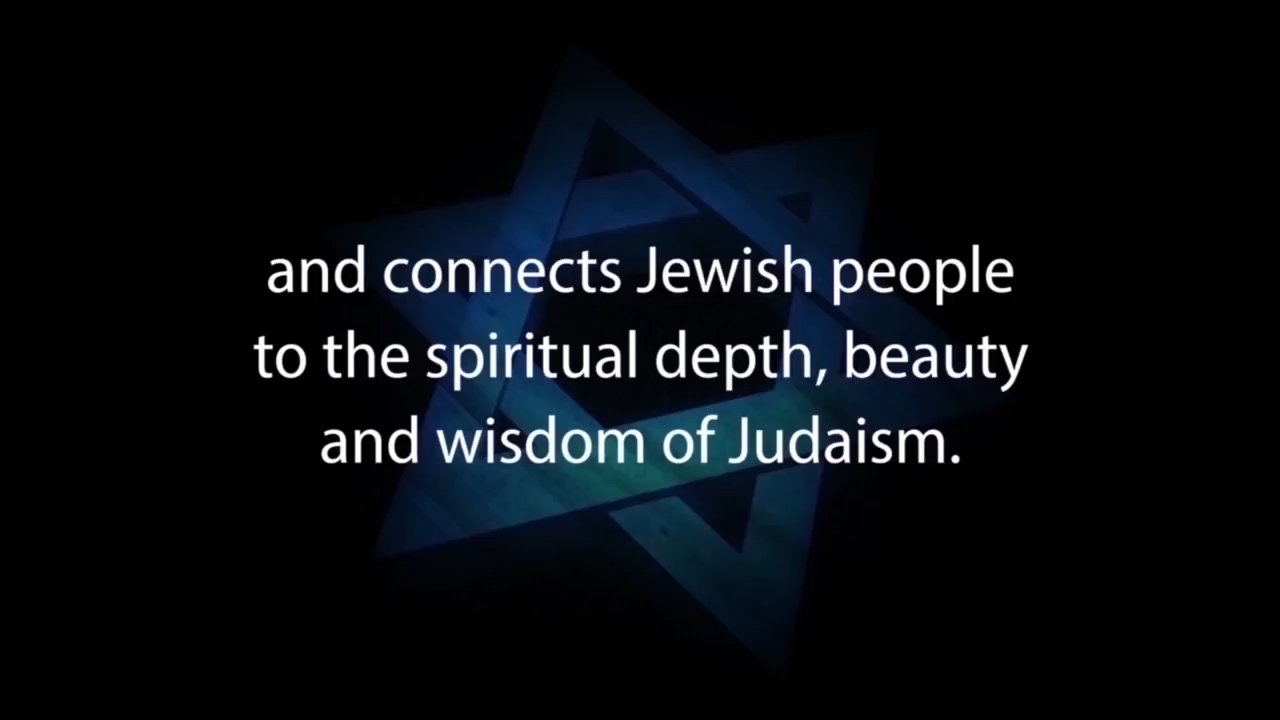 and connects Jewish people
to the spiritual depth, beauty
and wisdom of Judaism.